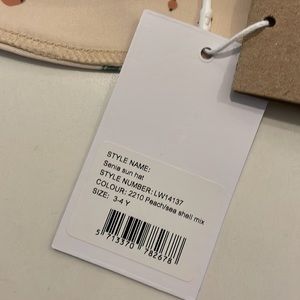 STYLE NAME:
Senia sun hat
STYLE NUMBER: LW14137
COLOUR: 2210 Peach/sea shell mix
SIZE: 3-4 Y
5 713370 782678